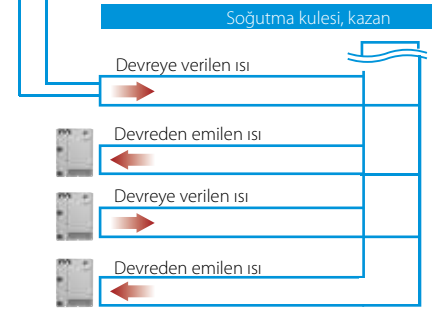 Soğutma kulesi, kazan
Devreye verilen ısı
Devreden emilen ısı
Devreye verilen ısı
Devreden emilen ısı